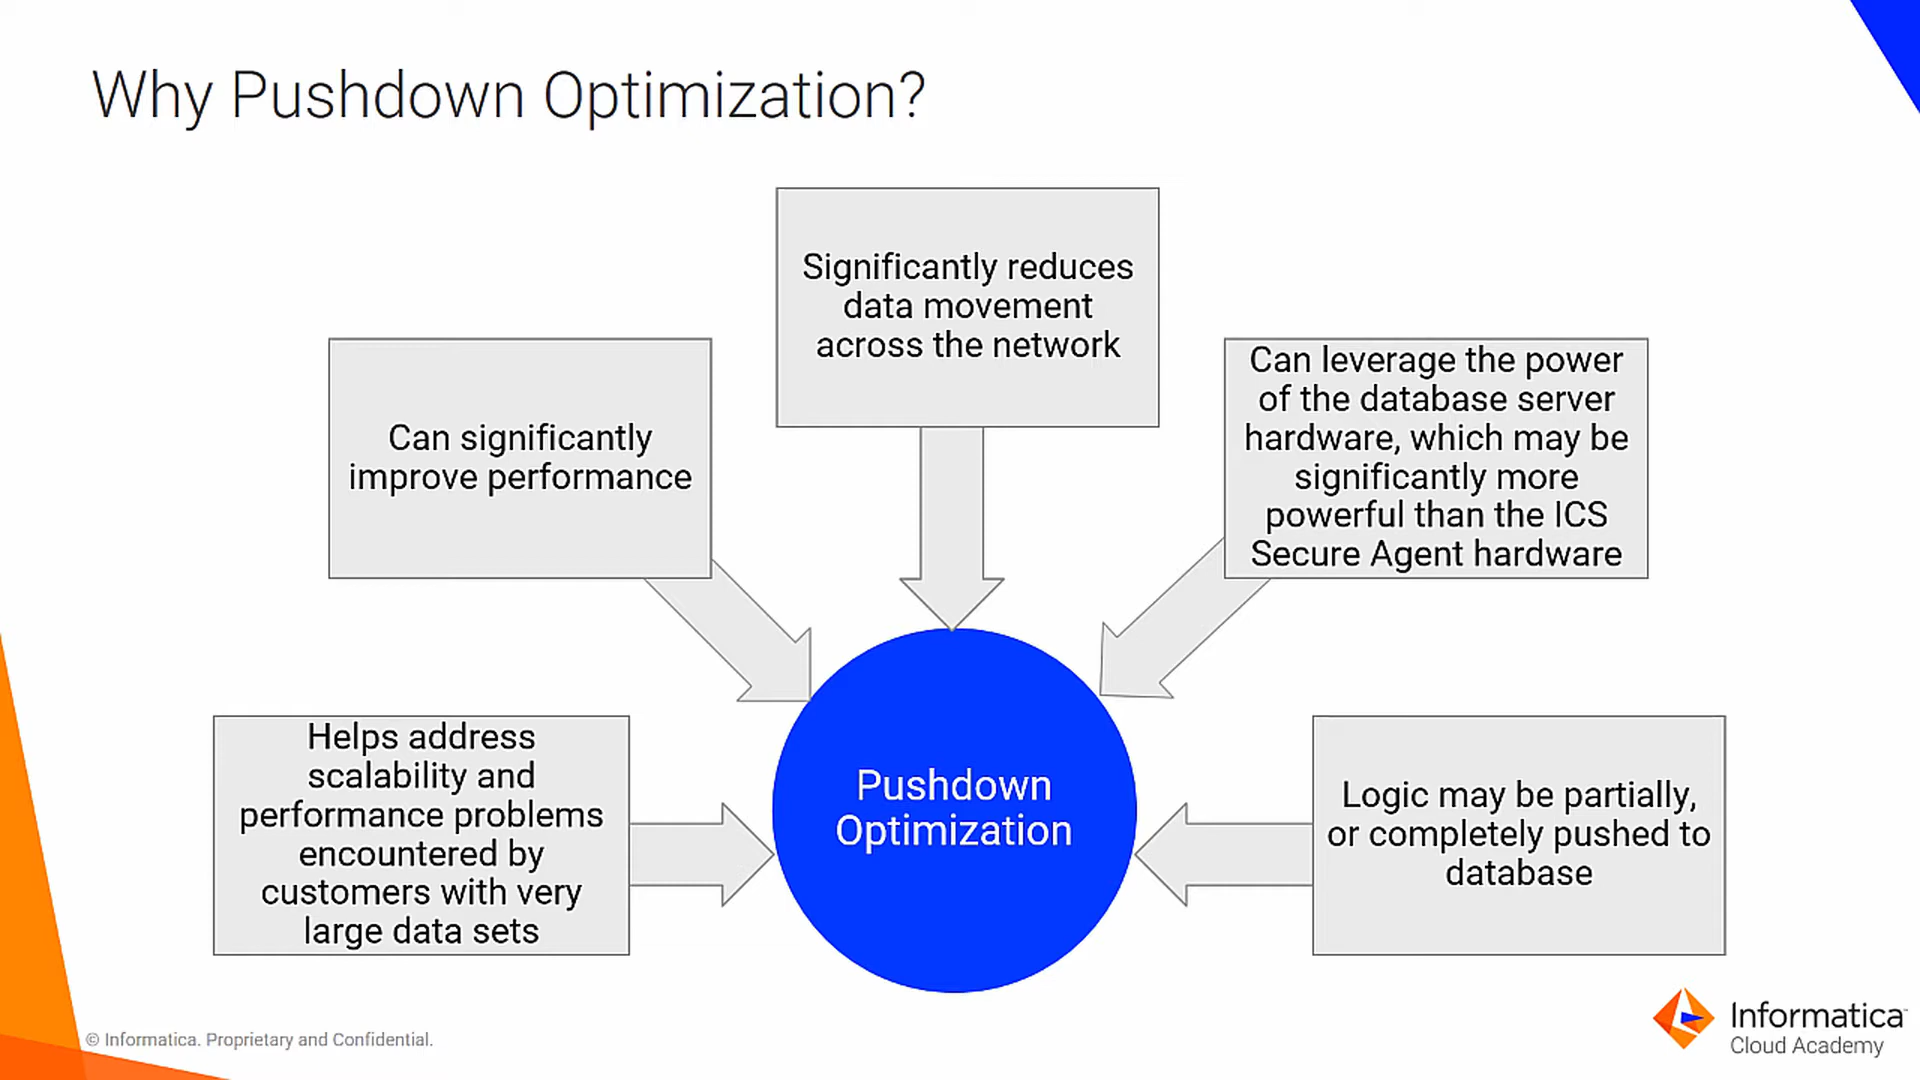 Why Pushdown Optimization?
Significantly reduces
data movement
across the network
Can significantly
improve performance
Can leverage the power
of the database server
hardware, which may be
significantly more
powerful than the ICS
Secure Agent hardware
Helps address
scalability and
performance problems
encountered by
customers with very
large data sets
Pushdown
Optimization
Logic may be partially,
or completely pushed to
database
© Informatica. Proprietary and Confidential.
Informatica
Cloud Academy